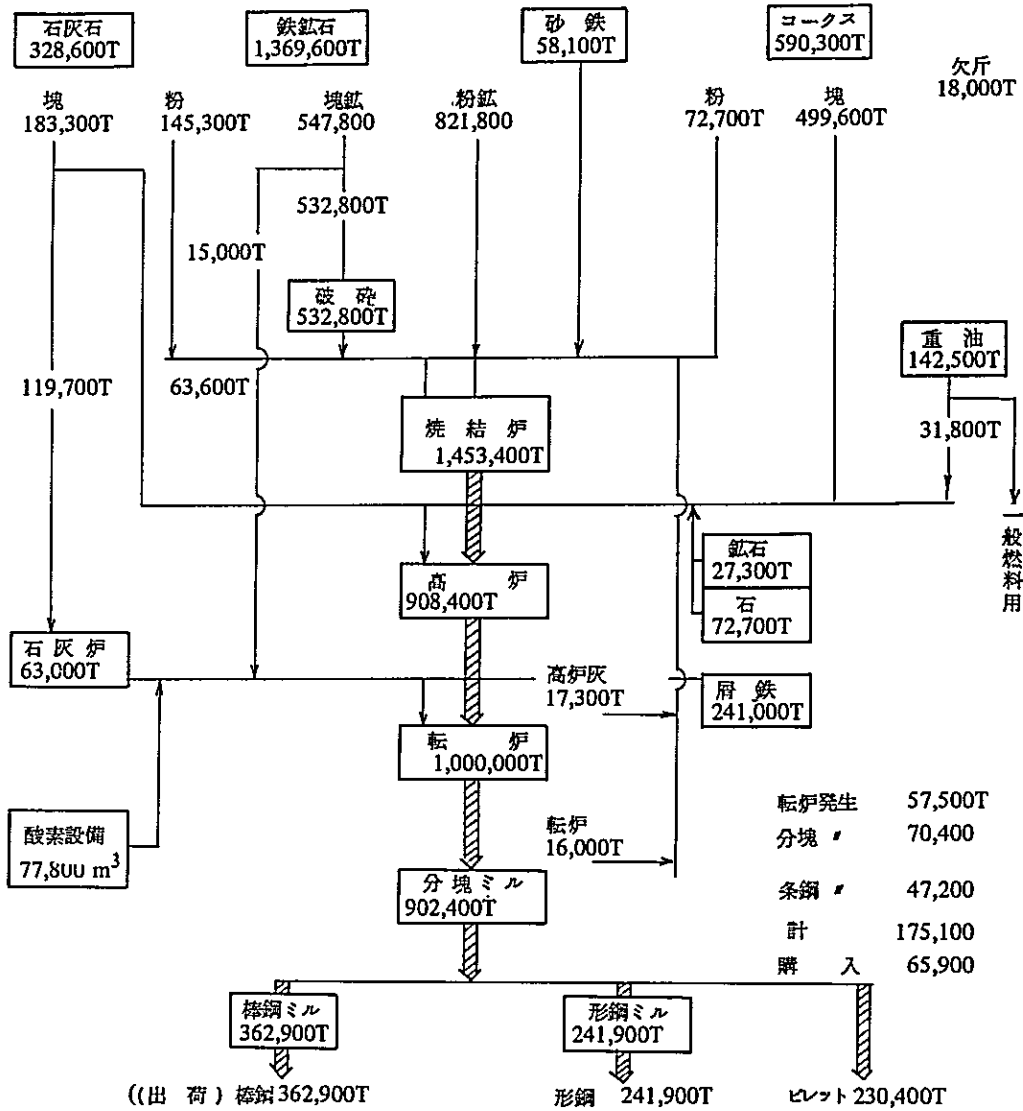 石灰石
328,600T
鉄鉱石
1,369,600T
砂 鉄
58,100T
コークス
590,300T
欠斤
18,000T
塊
183,300T
粉
145,300T
塊鉱
547,800
粉鉱
821,800
粉
72,700T
塊
499,600T
532,800T
15,000T
破 砕
532,800T
重 油
142,500T
119,700T
63,600T
31,800T
焼 結 炉
1,453,400T
一般燃料用
鉱石
27,300T
石
72,700T
高 炉
908,400T
石 灰 炉
63,000T
高炉灰
17,300T
屑 鉄
241,000T
転 炉
1,000,000T
酸素設備
77,800 m³
転炉
16,000T
転炉発生 57,500T
分塊 〃 70,400
条鋼 〃 47,200
計 175,100
購 入 65,900
分 塊 ミル
902,400T
棒鋼ミル
362,900T
形鋼ミル
241,900T
((出 荷) 棒鋼 362,900T
形鋼 241,900T
ビレット 230,400T